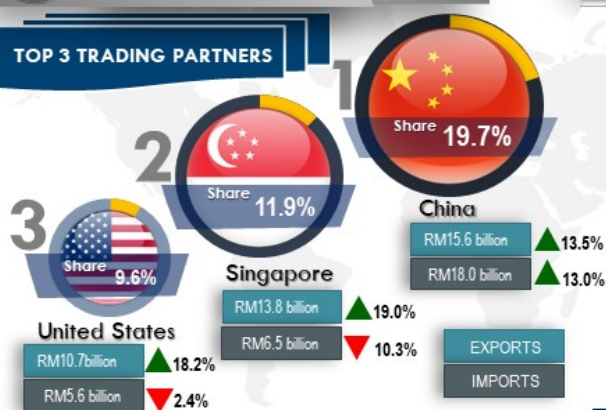 TOP 3 TRADING PARTNERS
1
Share 19.7%
China
RM15.6 billion 13.5%
RM18.0 billion 13.0%
2
Share 11.9%
Singapore
RM13.8 billion 19.0%
RM6.5 billion 10.3%
3
Share 9.6%
United States
RM10.7billion 18.2%
RM5.6 billion 2.4%
EXPORTS
IMPORTS